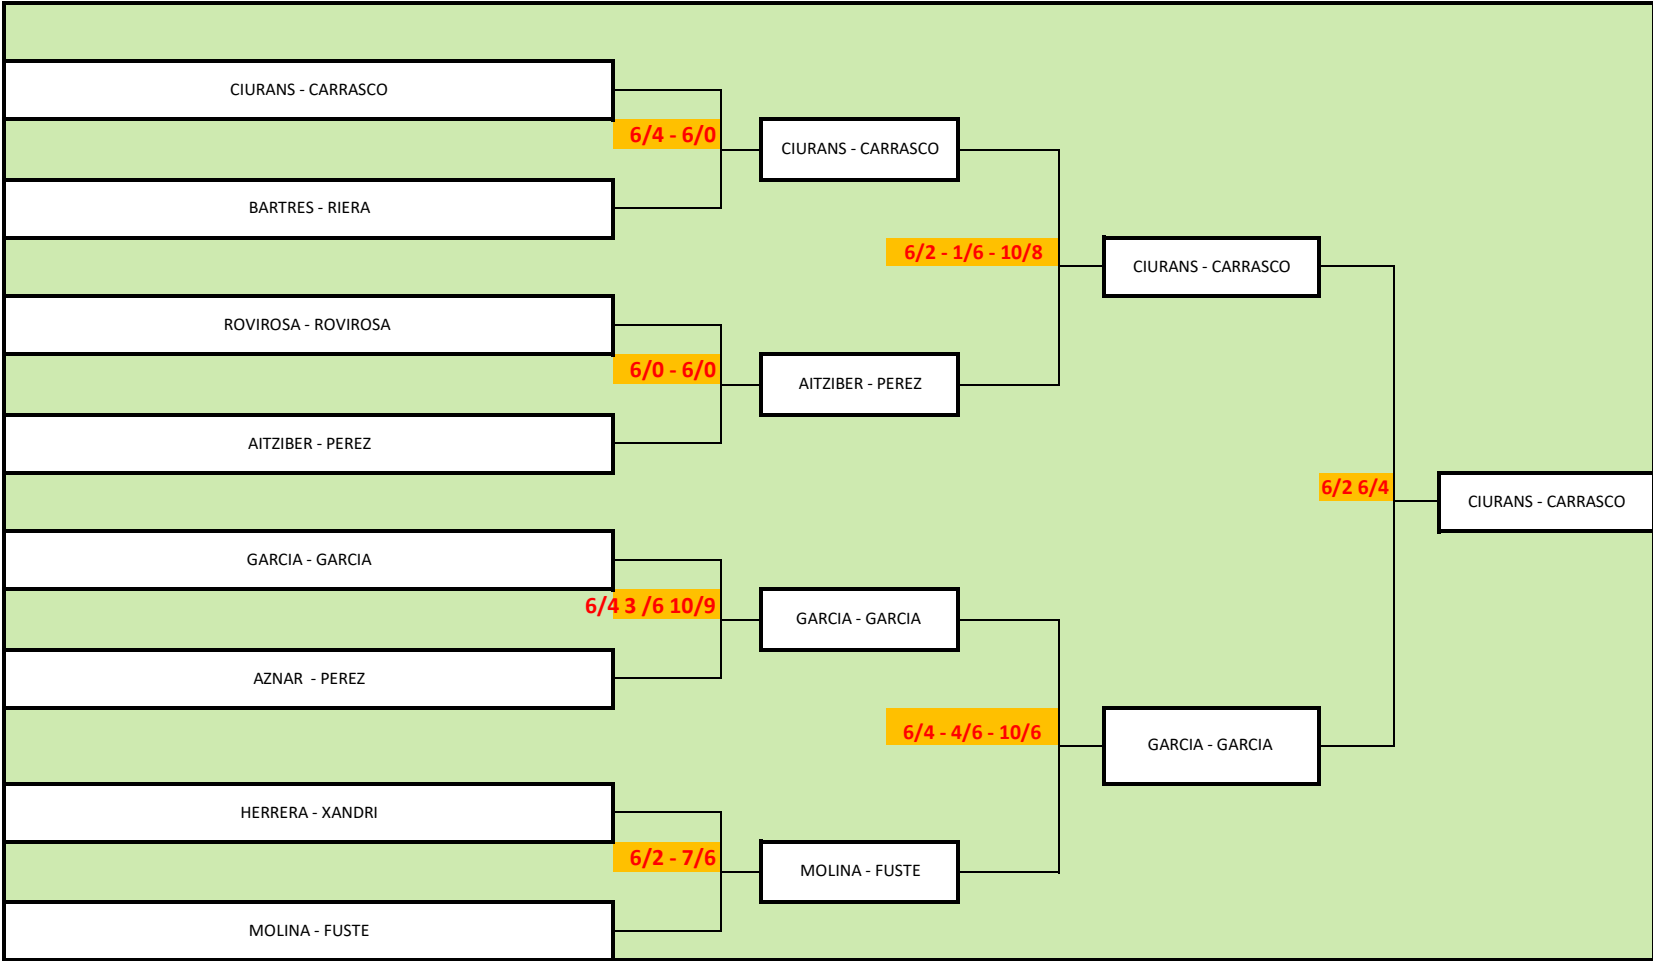 CIURANS - CARRASCO
6/4 - 6/0
CIURANS - CARRASCO
BARTRES - RIERA
6/2 - 1/6 - 10/8
CIURANS - CARRASCO
ROVIROSA - ROVIROSA
6/0 - 6/0
AITZIBER - PEREZ
AITZIBER - PEREZ
6/2 6/4
CIURANS - CARRASCO
GARCIA - GARCIA
6/4 3 /6 10/9
GARCIA - GARCIA
AZNAR  - PEREZ
6/4 - 4/6 - 10/6
GARCIA - GARCIA
HERRERA - XANDRI
6/2 - 7/6
MOLINA - FUSTE
MOLINA - FUSTE